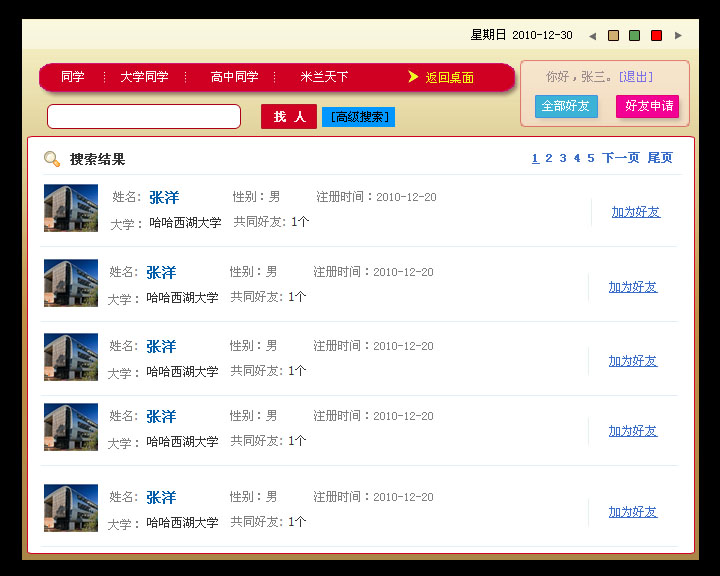 星期日 2010-12-30
同学 大学同学 高中同学 米兰天下 返回桌面
你好，张三。[退出]
全部好友 好友申请
找 人 [高级搜索]
搜索结果 1 2 3 4 5 下一页 尾页
姓名: 张洋 性别：男 注册时间：2010-12-20
大学： 哈哈西湖大学 共同好友: 1个
加为好友
姓名: 张洋 性别：男 注册时间：2010-12-20
大学： 哈哈西湖大学 共同好友: 1个
加为好友
姓名: 张洋 性别：男 注册时间：2010-12-20
大学： 哈哈西湖大学 共同好友: 1个
加为好友
姓名: 张洋 性别：男 注册时间：2010-12-20
大学： 哈哈西湖大学 共同好友: 1个
加为好友
姓名: 张洋 性别：男 注册时间：2010-12-20
大学： 哈哈西湖大学 共同好友: 1个
加为好友